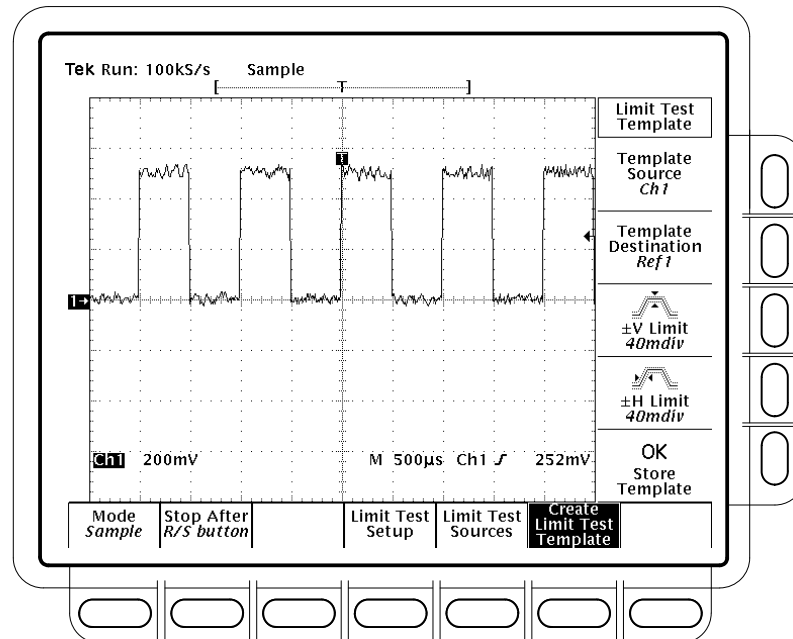 Tek Run: 100kS/s Sample
[ T ]
T
1→
Ch1 200mV M 500µs Ch1 252mV
Limit Test
Template
Template
Source
Ch1
Template
Destination
Ref1
±V Limit
40mdiv
±H Limit
40mdiv
OK
Store
Template
Mode
Sample
Stop After
R/S button
Limit Test
Setup
Limit Test
Sources
Create
Limit Test
Template